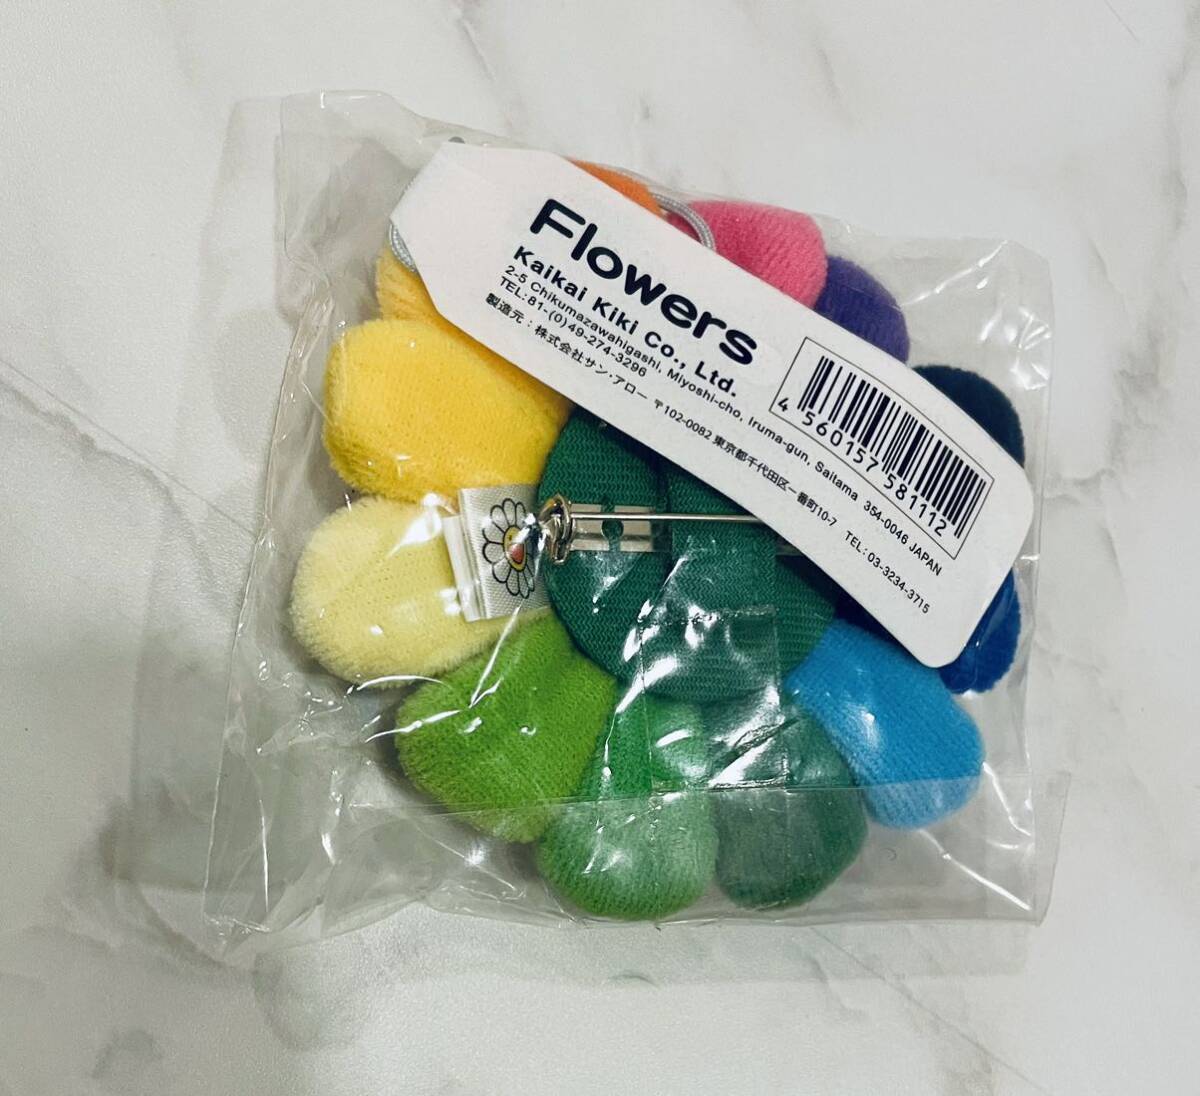 Flowers
Kaikai Kiki Co., Ltd.
2-5 Chikumazawahigashi, Miyoshi-cho, Iruma-gun, Saitama 354-0046 JAPAN
TEL:81-(0)49-274-3296
製造元：株式会社サン・アロー 〒102-0082 東京都千代田区一番町10-7 TEL：03-3234-3715
4 560157 581112